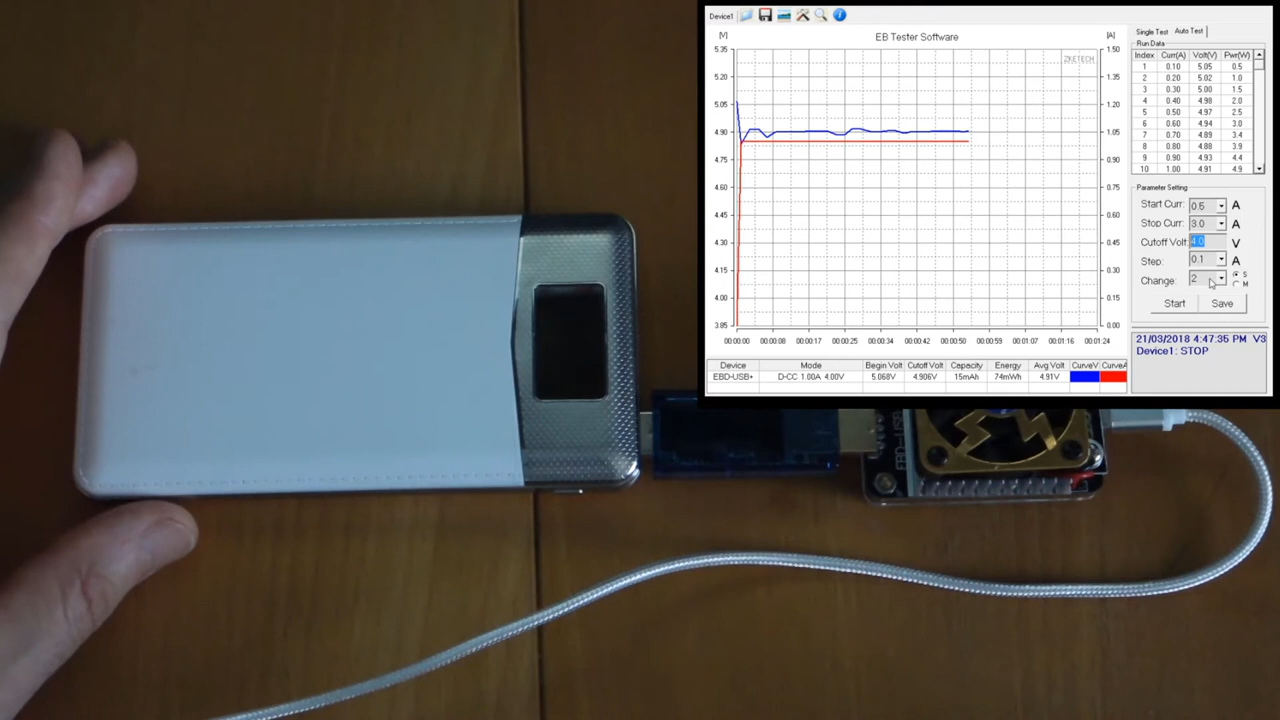 Device1
EB Tester Software
[V]
[A]
ZKETECH
5.35
5.20
5.05
4.90
4.75
4.60
4.45
4.30
4.15
4.00
3.85
1.50
1.35
1.20
1.05
0.90
0.75
0.60
0.45
0.30
0.15
0.00
00:00:00 00:00:08 00:00:17 00:00:25 00:00:34 00:00:42 00:00:50 00:00:59 00:01:07 00:01:16 00:01:24
Device Mode Begin Volt Cutoff Volt Capacity Energy Avg Volt CurveV CurveA
EBD-USB+ D-CC 1.00A 4.00V 5.068V 4.906V 15mAh 74mWh 4.91V
Single Test Auto Test
Run Data
Index Curr(A) Volt(V) Pwr(W)
1 0.10 5.05 0.5
2 0.20 5.02 1.0
3 0.30 5.00 1.5
4 0.40 4.98 2.0
5 0.50 4.97 2.5
6 0.60 4.94 3.0
7 0.70 4.89 3.4
8 0.80 4.88 3.9
9 0.90 4.93 4.4
10 1.00 4.91 4.9
Parameter Setting
Start Curr: 0.5 A
Stop Curr: 3.0 A
Cutoff Volt: 4.0 V
Step: 0.1 A
Change: 2 S
M
Start Save
21/03/2018 4:47:35 PM V3
Device1: STOP
EBD-USB